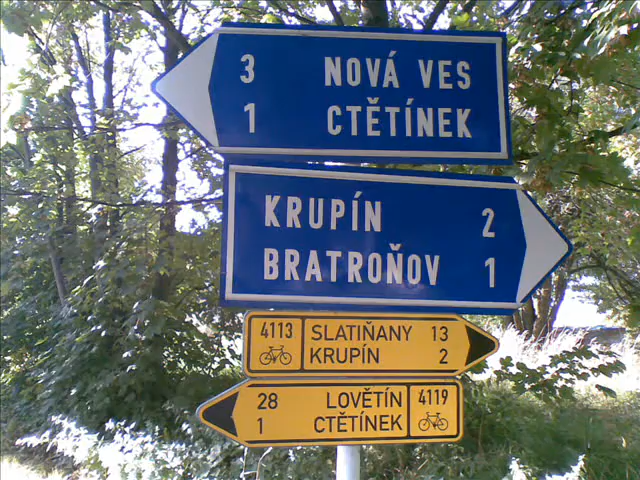 3 NOVÁ VES
1 CTĚTÍNEK
KRUPÍN 2
BRATROŇOV 1
4113 SLATIŇANY 13
KRUPÍN 2
28 LOVĚTÍN 4119
1 CTĚTÍNEK